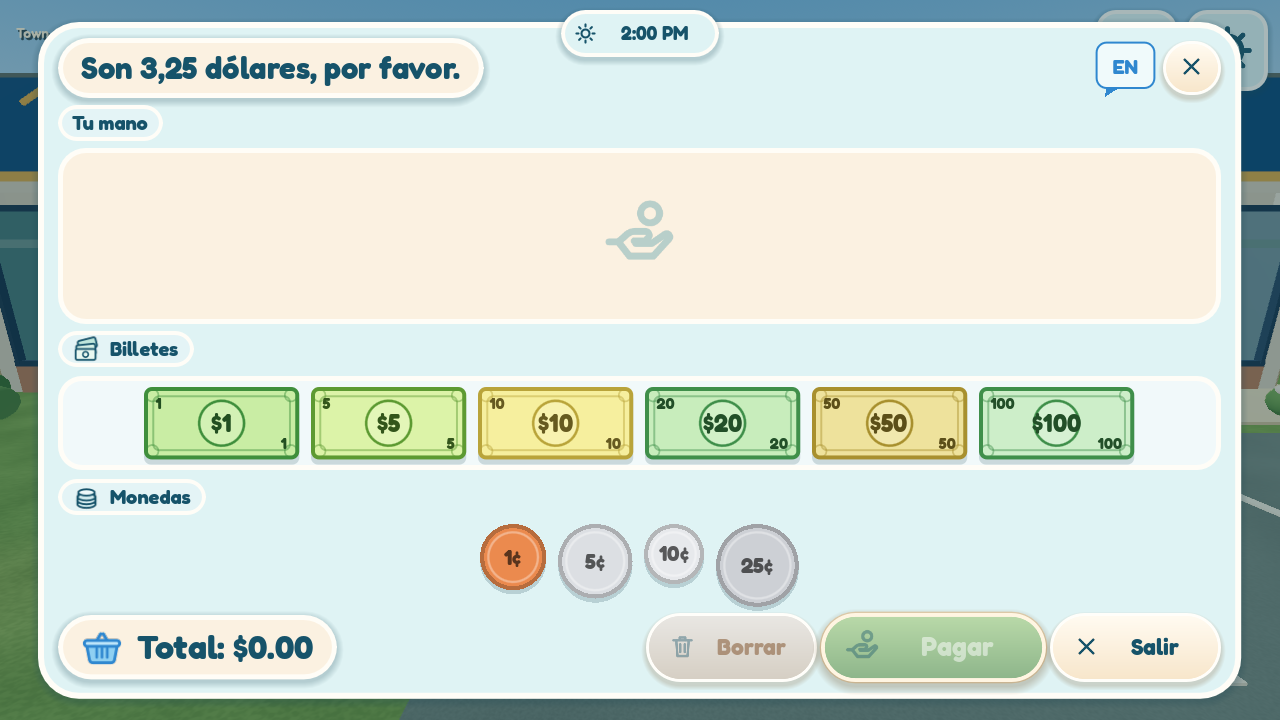 Town
2:00 PM
Son 3,25 dólares, por favor.
EN
Tu mano
Billetes
1 $1 1
5 $5 5
10 $10 10
20 $20 20
50 $50 50
100 $100 100
Monedas
1¢ 5¢ 10¢ 25¢
Total: $0.00
Borrar
Pagar
Salir